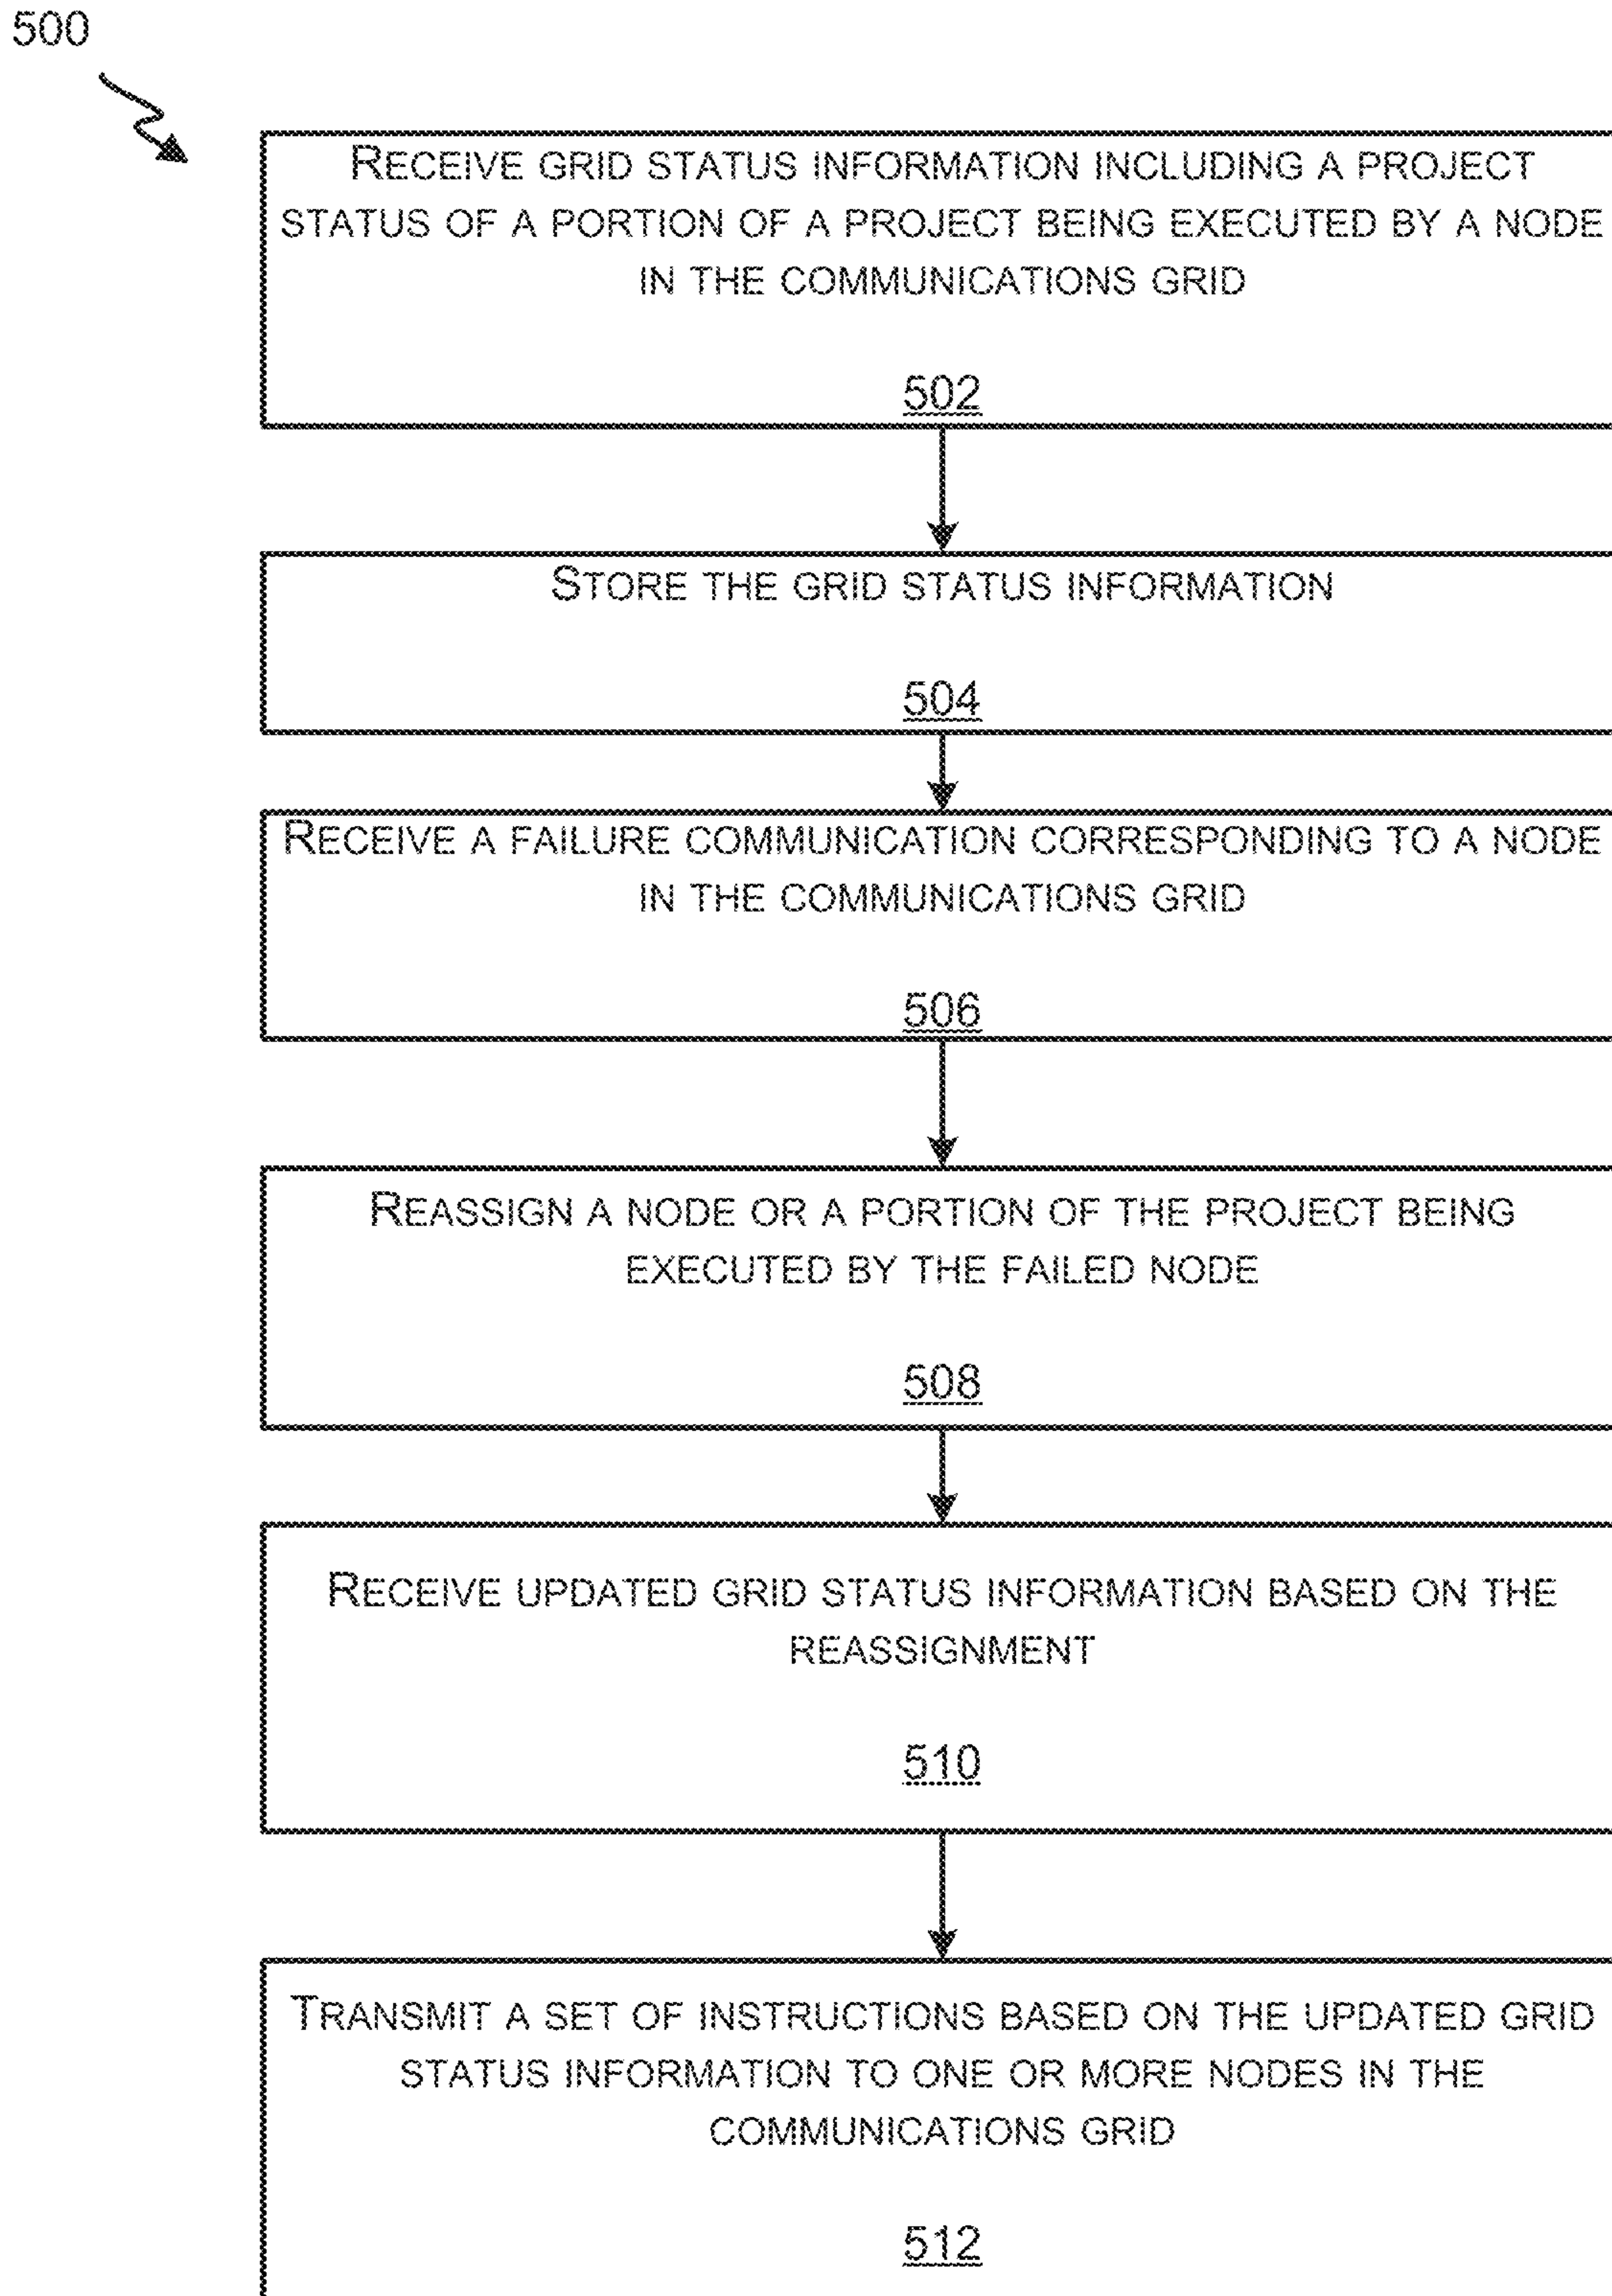 500
RECEIVE GRID STATUS INFORMATION INCLUDING A PROJECT
STATUS OF A PORTION OF A PROJECT BEING EXECUTED BY A NODE
IN THE COMMUNICATIONS GRID
502
STORE THE GRID STATUS INFORMATION
504
RECEIVE A FAILURE COMMUNICATION CORRESPONDING TO A NODE
IN THE COMMUNICATIONS GRID
506
REASSIGN A NODE OR A PORTION OF THE PROJECT BEING
EXECUTED BY THE FAILED NODE
508
RECEIVE UPDATED GRID STATUS INFORMATION BASED ON THE
REASSIGNMENT
510
TRANSMIT A SET OF INSTRUCTIONS BASED ON THE UPDATED GRID
STATUS INFORMATION TO ONE OR MORE NODES IN THE
COMMUNICATIONS GRID
512